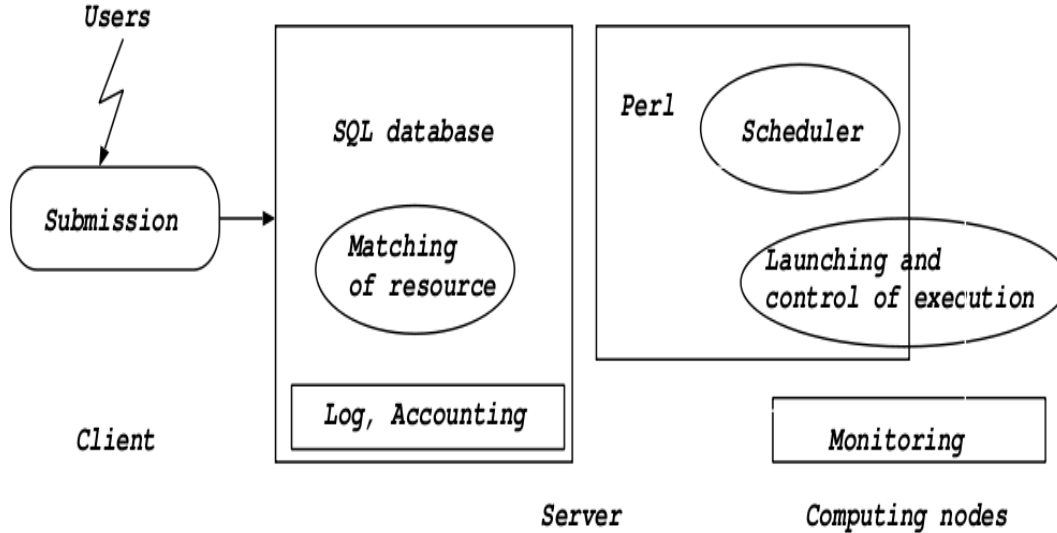 Users
Submission
Client
SQL database
Matching
of resource
Log, Accounting
Perl
Scheduler
Launching and
control of execution
Monitoring
Server
Computing nodes